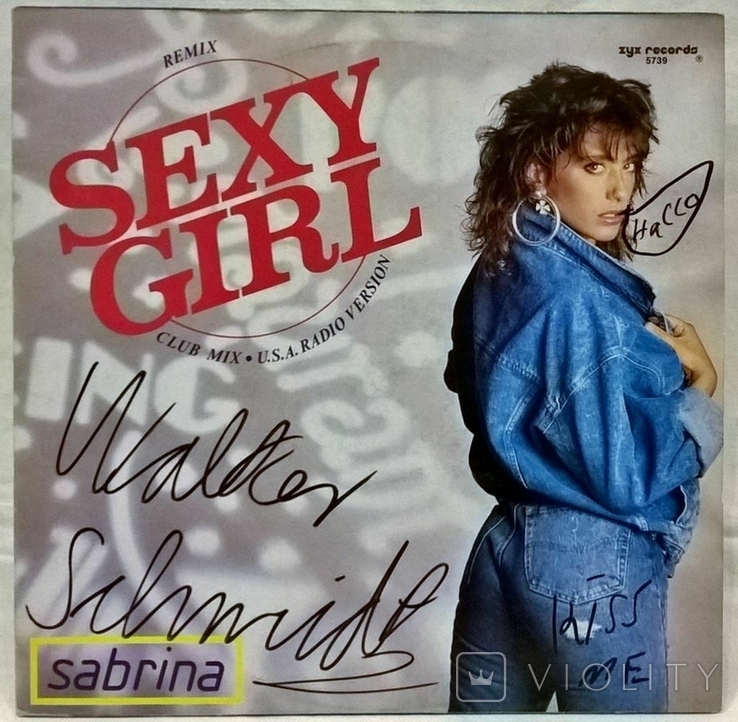 REMIX
SEXY
GIRL
CLUB MIX • U.S.A. RADIO VERSION
zyx records ®
5739
Hallo
Walter
Schmidt
sabrina
KISS
ME
VIOLITY